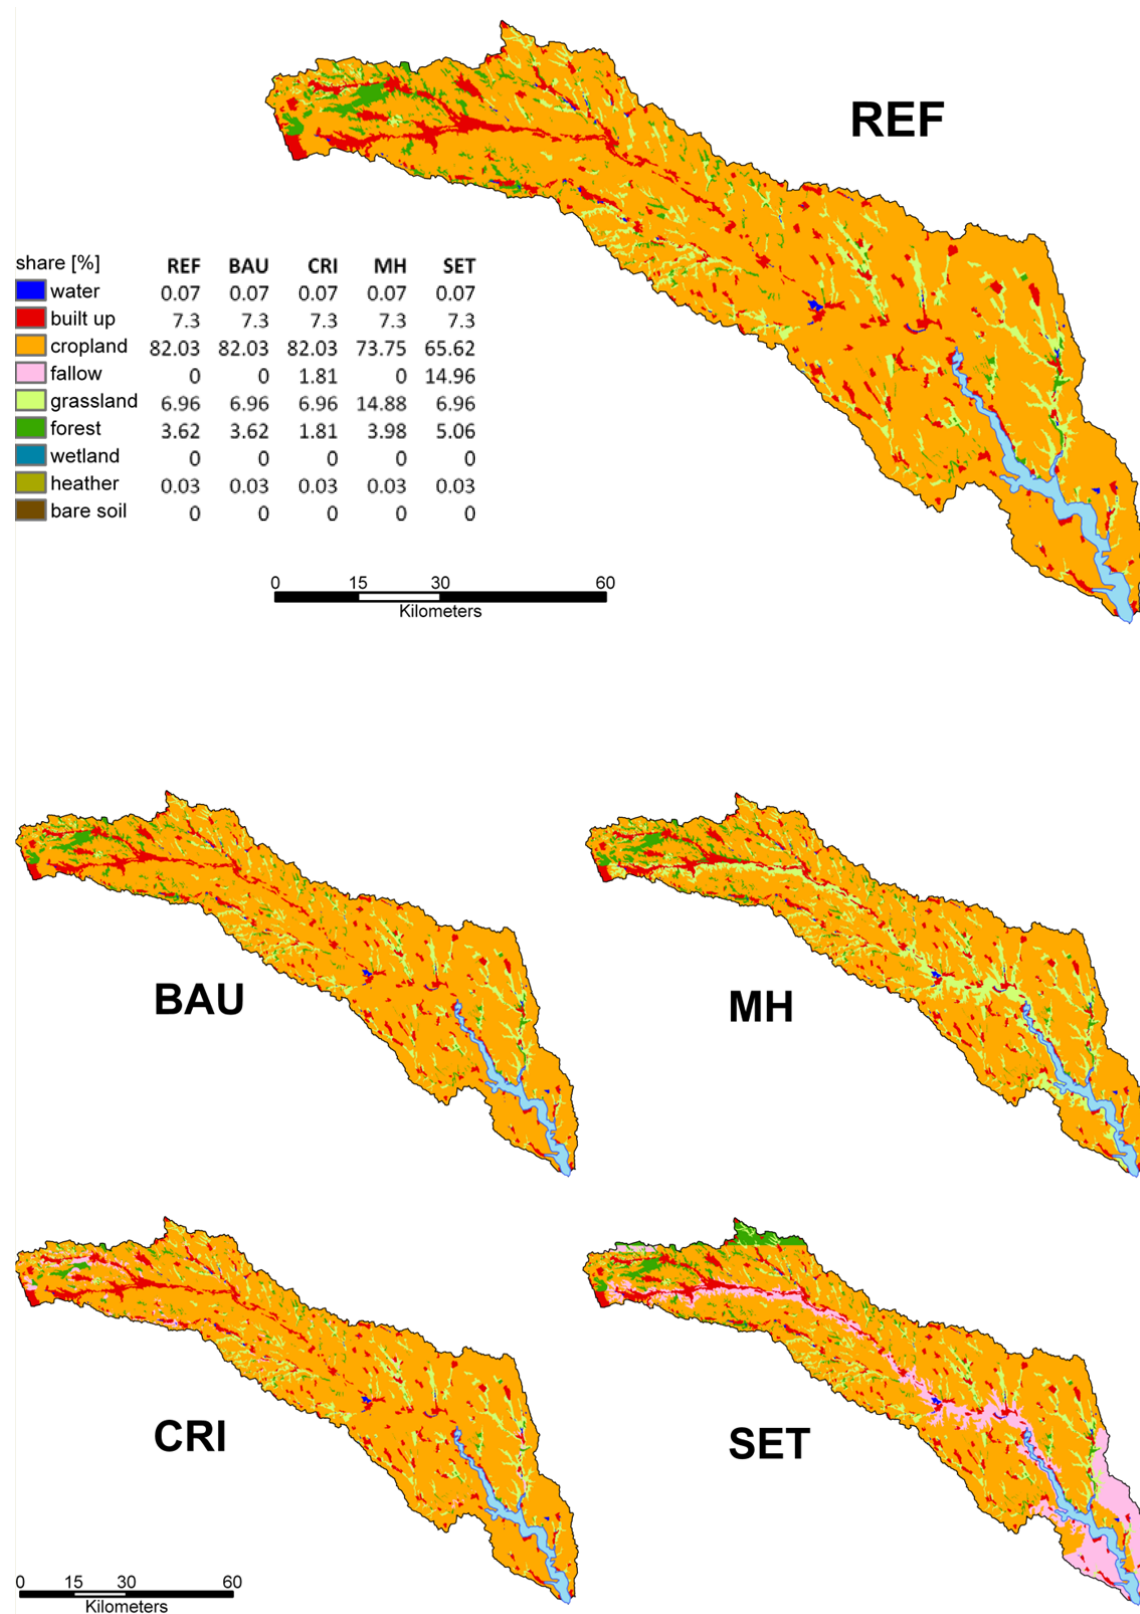 REF
share [%] REF BAU CRI MH SET
water 0.07 0.07 0.07 0.07 0.07
built up 7.3 7.3 7.3 7.3 7.3
cropland 82.03 82.03 82.03 73.75 65.62
fallow 0 0 1.81 0 14.96
grassland 6.96 6.96 6.96 14.88 6.96
forest 3.62 3.62 1.81 3.98 5.06
wetland 0 0 0 0 0
heather 0.03 0.03 0.03 0.03 0.03
bare soil 0 0 0 0 0
0 15 30 60
Kilometers
BAU
MH
CRI
SET
0 15 30 60
Kilometers